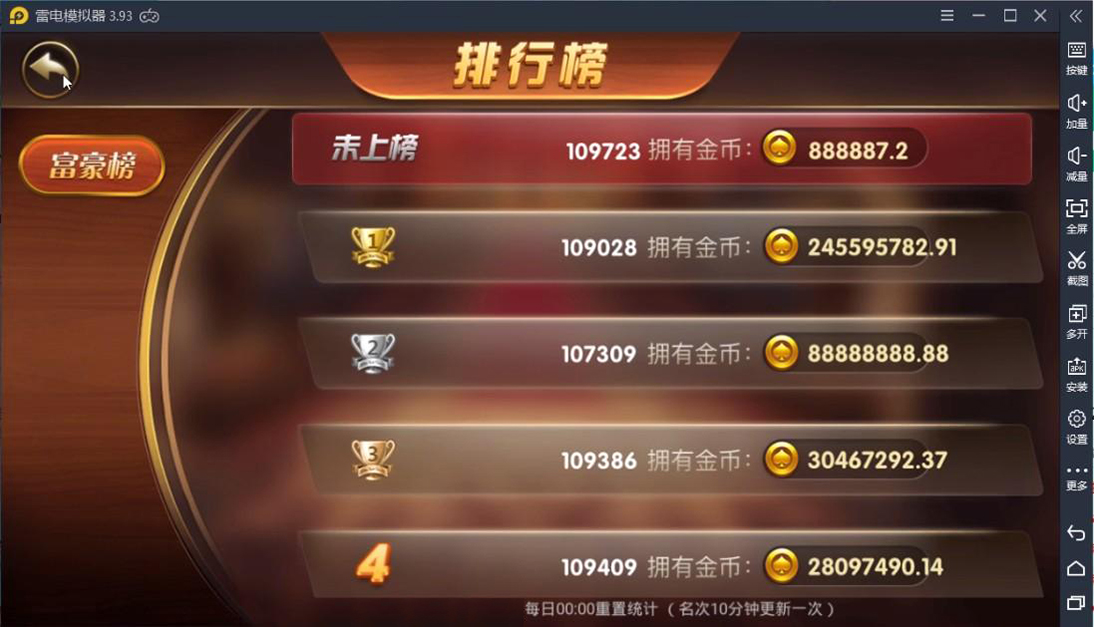 雷电模拟器 3.93
排行榜
富豪榜
未上榜 109723 拥有金币： 888887.2
1 109028 拥有金币： 245595782.91
2 107309 拥有金币： 88888888.88
3 109386 拥有金币： 30467292.37
4 109409 拥有金币： 28097490.14
每日00:00重置统计（名次10分钟更新一次）
按键
加量
减量
全屏
截图
多开
APK
安装
设置
更多